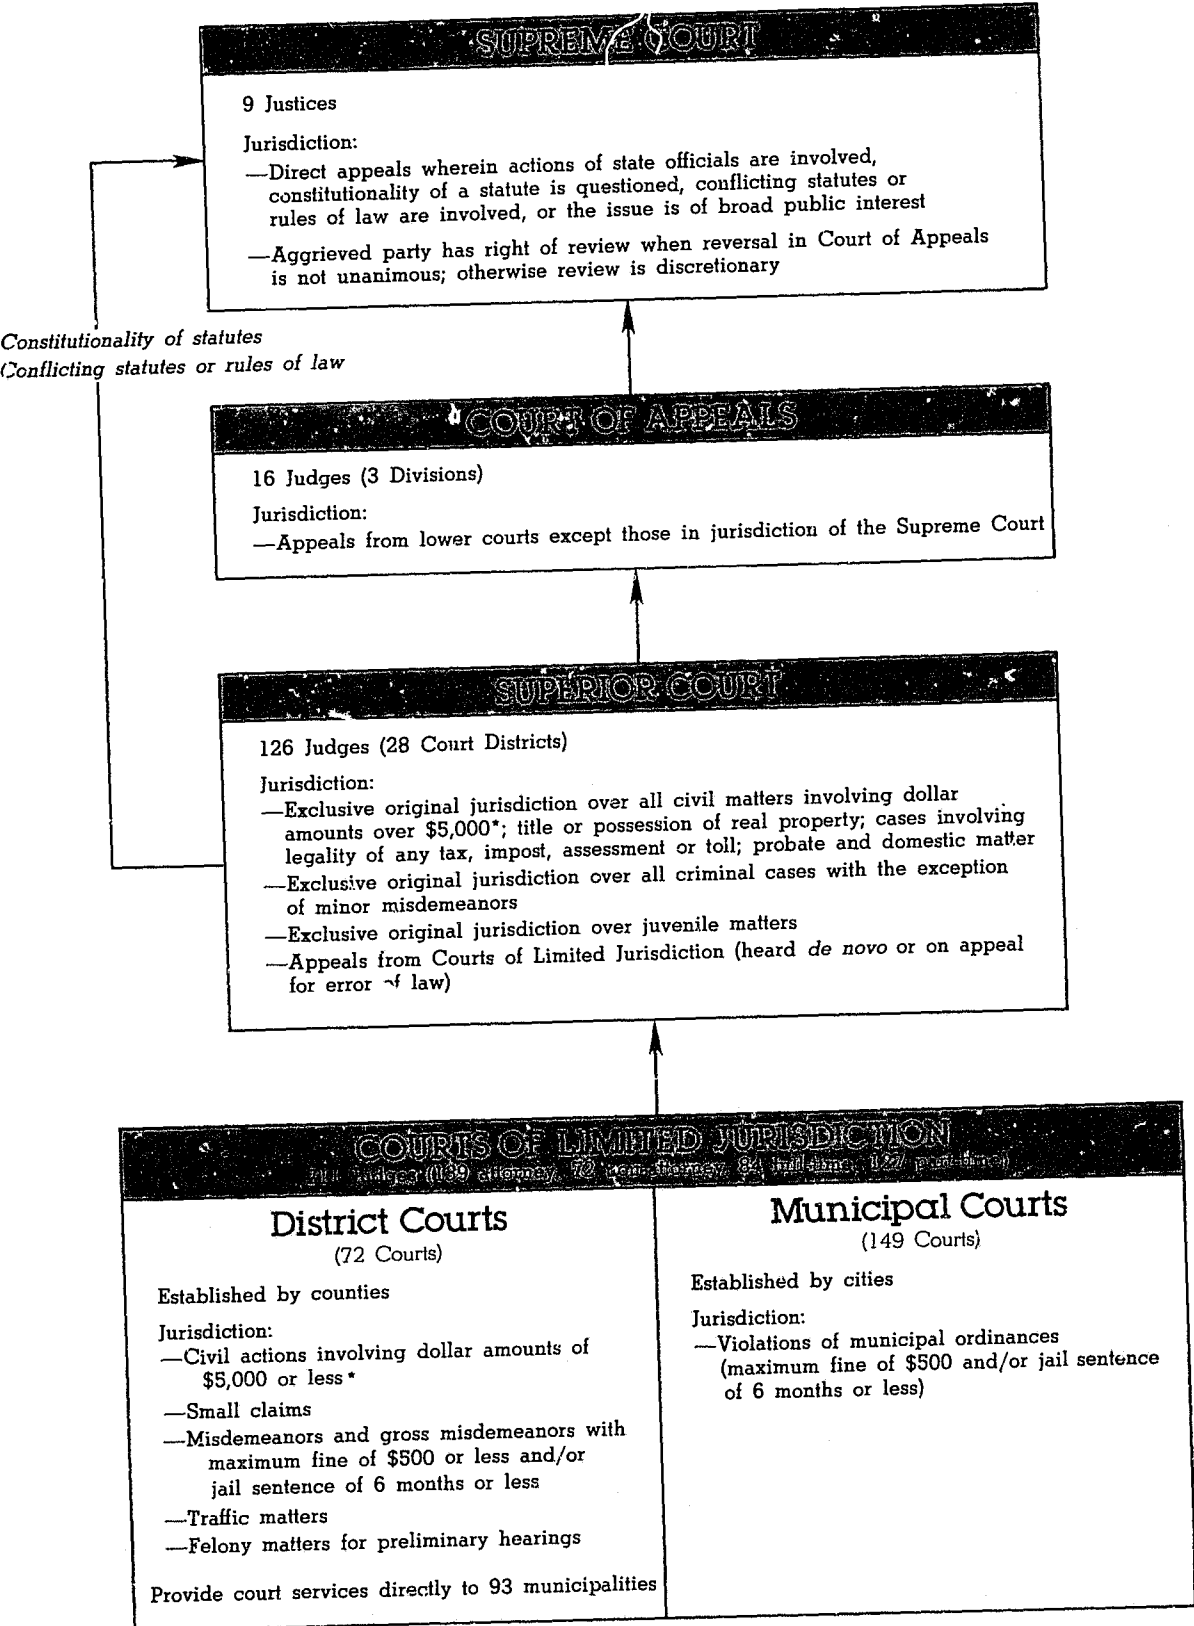 SUPREME COURT
9 Justices
Jurisdiction:
—Direct appeals wherein actions of state officials are involved,
constitutionality of a statute is questioned, conflicting statutes or
rules of law are involved, or the issue is of broad public interest
—Aggrieved party has right of review when reversal in Court of Appeals
is not unanimous; otherwise review is discretionary
Constitutionality of statutes
Conflicting statutes or rules of law
COURT OF APPEALS
16 Judges (3 Divisions)
Jurisdiction:
—Appeals from lower courts except those in jurisdiction of the Supreme Court
SUPERIOR COURT
126 Judges (28 Court Districts)
Jurisdiction:
—Exclusive original jurisdiction over all civil matters involving dollar
amounts over $5,000*; title or possession of real property; cases involving
legality of any tax, impost, assessment or toll; probate and domestic matter
—Exclusive original jurisdiction over all criminal cases with the exception
of minor misdemeanors
—Exclusive original jurisdiction over juvenile matters
—Appeals from Courts of Limited Jurisdiction (heard de novo or on appeal
for error of law)
COURTS OF LIMITED JURISDICTION
judges (139 attorney, 72 non-attorney, 84 full-time, 127 part-time)
District Courts
(72 Courts)
Established by counties
Jurisdiction:
—Civil actions involving dollar amounts of
$5,000 or less*
—Small claims
—Misdemeanors and gross misdemeanors with
maximum fine of $500 or less and/or
jail sentence of 6 months or less
—Traffic matters
—Felony matters for preliminary hearings
Provide court services directly to 93 municipalities
Municipal Courts
(149 Courts)
Established by cities
Jurisdiction:
—Violations of municipal ordinances
(maximum fine of $500 and/or jail sentence
of 6 months or less)